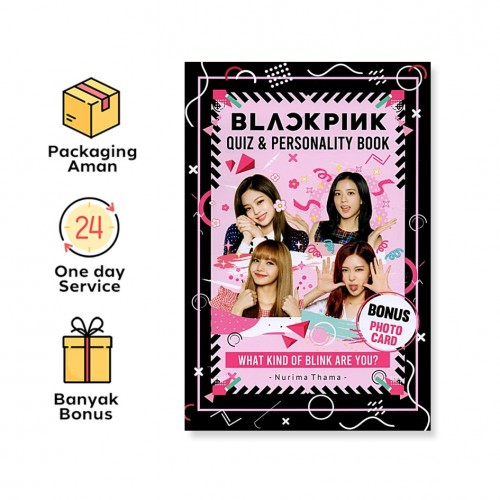 Packaging
Aman
24
One day
Service
Banyak
Bonus
BLACKPIИK
QUIZ & PERSONALITY BOOK
BONUS
PHOTO
CARD
WHAT KIND OF BLINK ARE YOU?
- Nurima Thama -